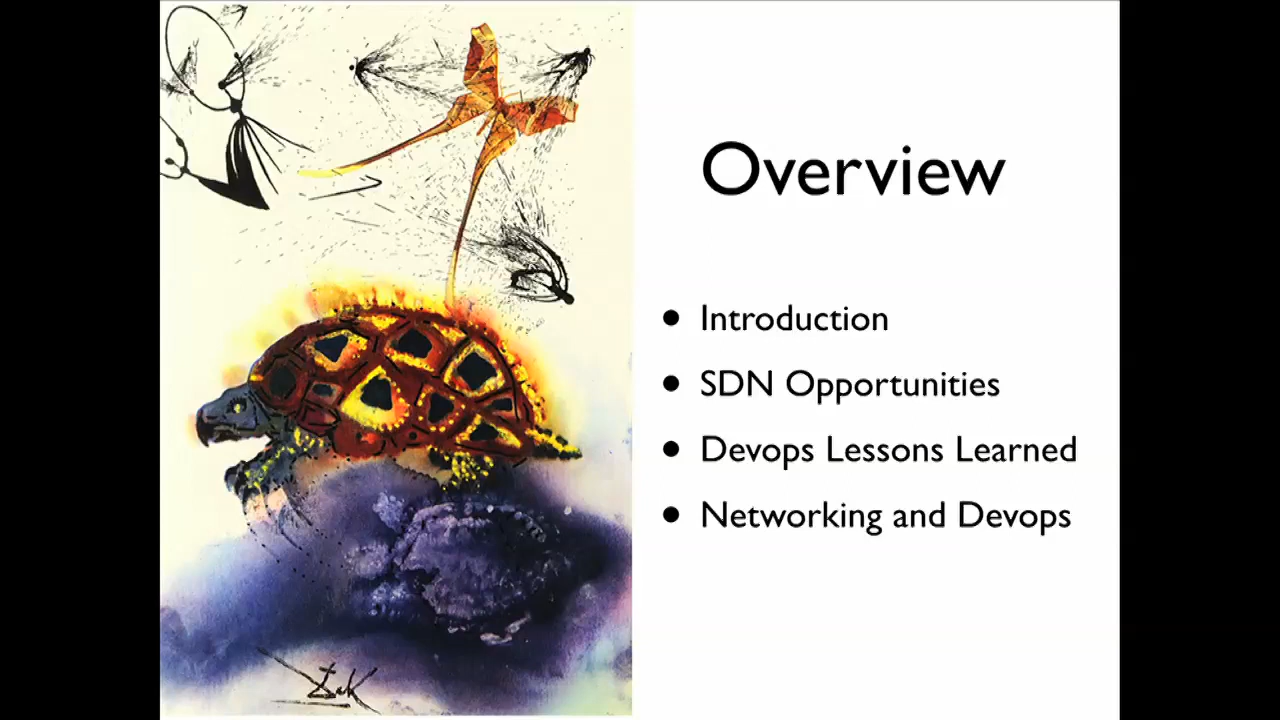 Overview
• Introduction
• SDN Opportunities
• Devops Lessons Learned
• Networking and Devops